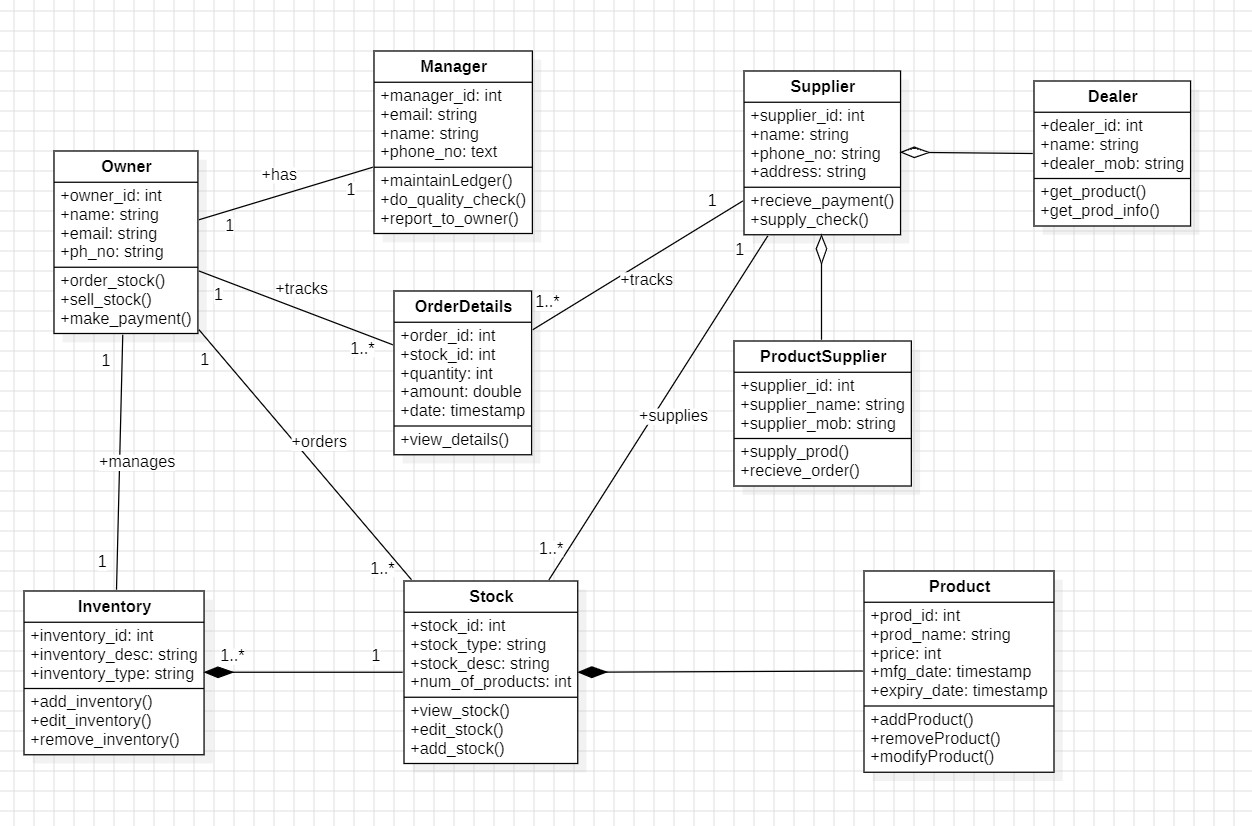 Manager
+manager_id: int
+email: string
+name: string
+phone_no: text
+maintainLedger()
+do_quality_check()
+report_to_owner()
Supplier
+supplier_id: int
+name: string
+phone_no: string
+address: string
+recieve_payment()
+supply_check()
Dealer
+dealer_id: int
+name: string
+dealer_mob: string
+get_product()
+get_prod_info()
Owner
+owner_id: int
+name: string
+email: string
+ph_no: string
+order_stock()
+sell_stock()
+make_payment()
+has
1
1
+tracks
1
1..*
OrderDetails
+order_id: int
+stock_id: int
+quantity: int
+amount: double
+date: timestamp
+view_details()
1
+tracks
1..*
1
+supplies
1..*
ProductSupplier
+supplier_id: int
+supplier_name: string
+supplier_mob: string
+supply_prod()
+recieve_order()
1
+manages
1
1
+orders
1..*
Inventory
+inventory_id: int
+inventory_desc: string
+inventory_type: string
+add_inventory()
+edit_inventory()
+remove_inventory()
1..*
1
Stock
+stock_id: int
+stock_type: string
+stock_desc: string
+num_of_products: int
+view_stock()
+edit_stock()
+add_stock()
Product
+prod_id: int
+prod_name: string
+price: int
+mfg_date: timestamp
+expiry_date: timestamp
+addProduct()
+removeProduct()
+modifyProduct()